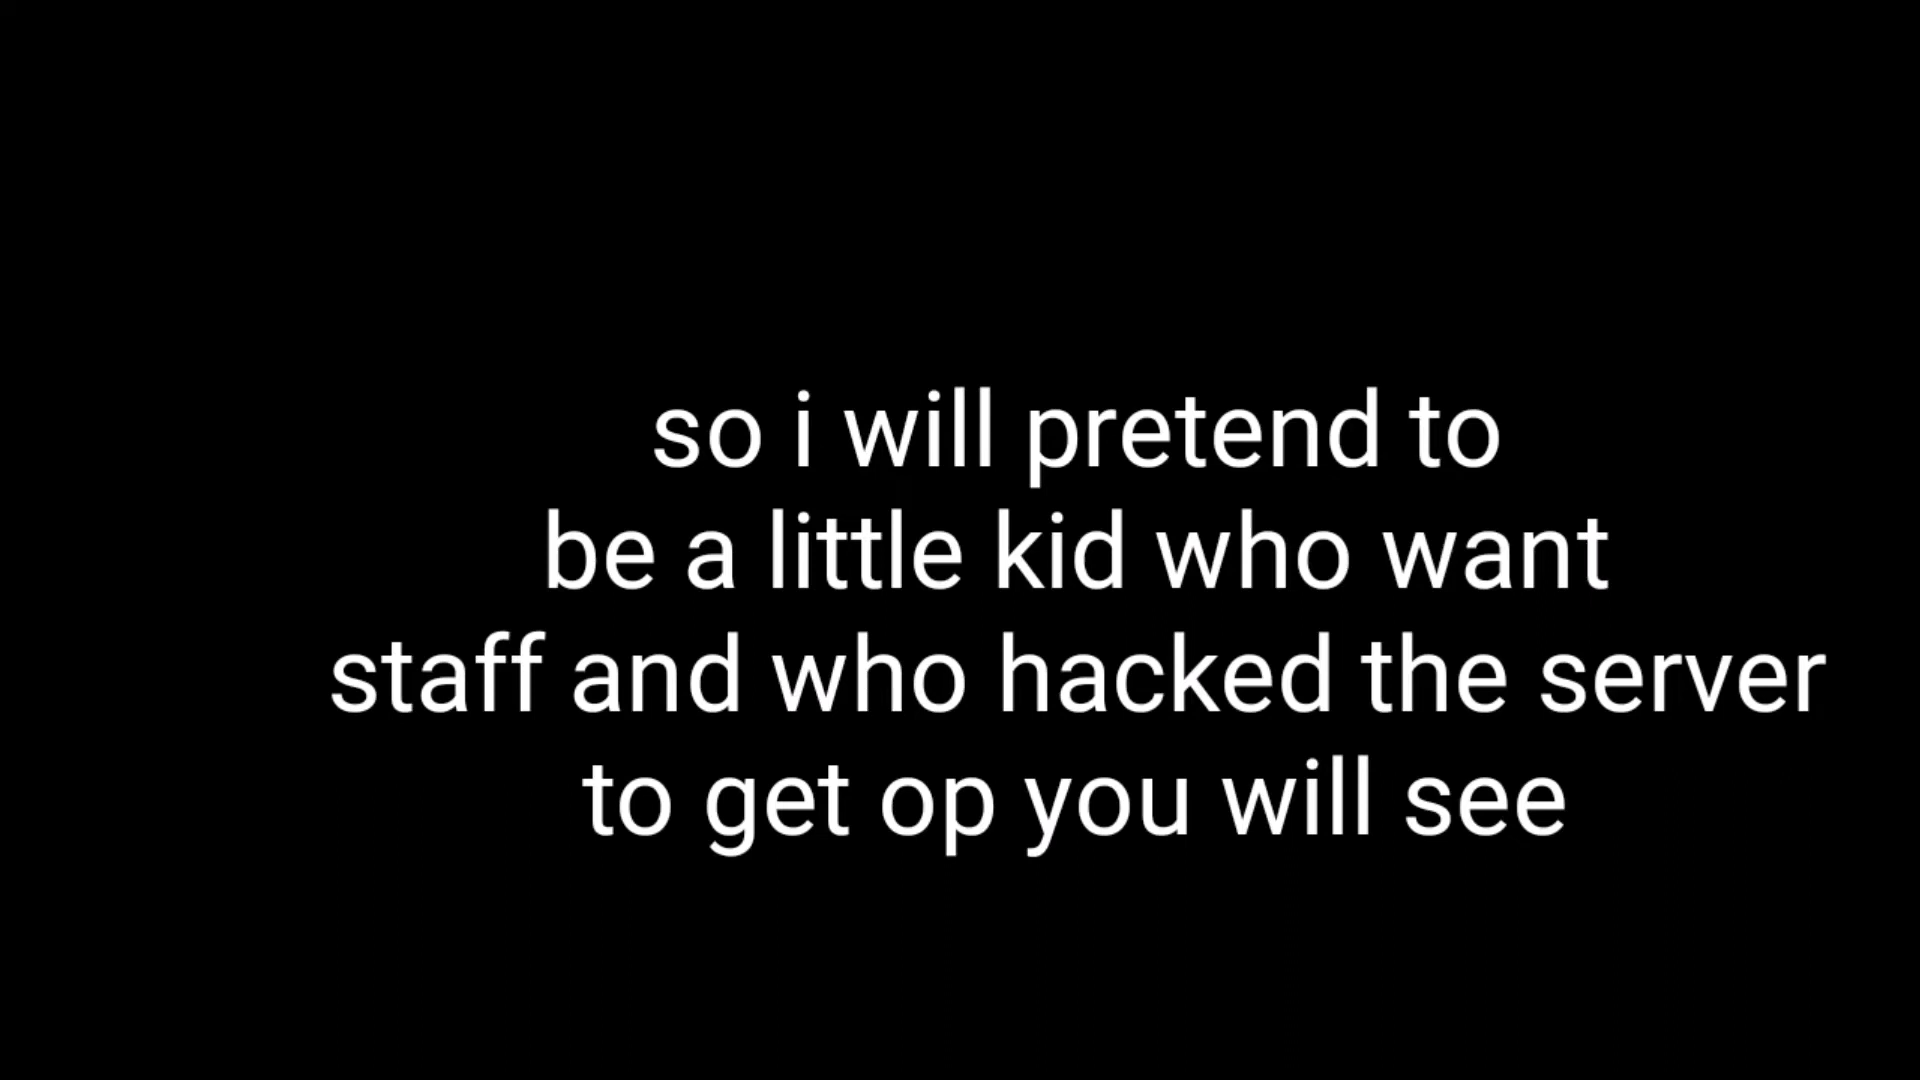 so i will pretend to
be a little kid who want
staff and who hacked the server
to get op you will see